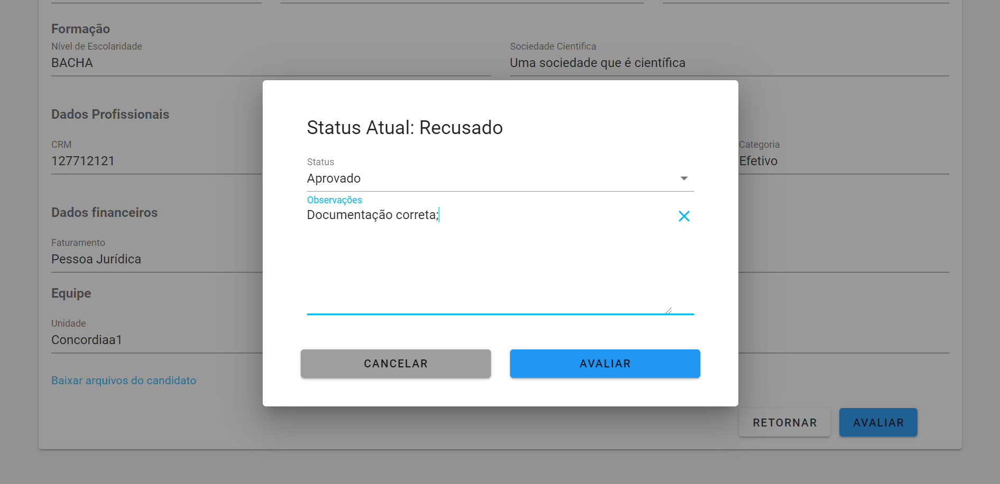 Formação
Nível de Escolaridade
BACHA
Sociedade Cientifica
Uma sociedade que é científica
Dados Profissionais
CRM
127712121
Categoria
Efetivo
Dados financeiros
Faturamento
Pessoa Jurídica
Equipe
Unidade
Concordiaa1
Baixar arquivos do candidato
RETORNAR
AVALIAR
Status Atual: Recusado
Status
Aprovado
Observações
Documentação correta;
CANCELAR
AVALIAR